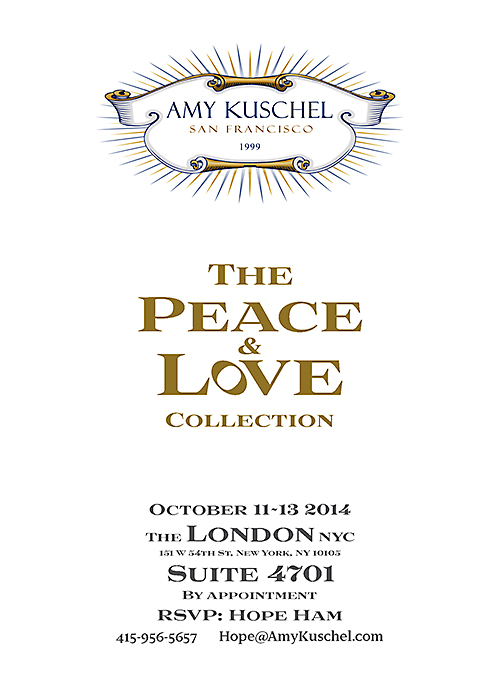 AMY KUSCHEL
SAN FRANCISCO
1999
THE
PEACE
&
LOVE
COLLECTION
OCTOBER 11-13 2014
THE LONDON NYC
151 W 54TH ST, NEW YORK, NY 10105
SUITE 4701
BY APPOINTMENT
RSVP: HOPE HAM
415-956-5657 Hope@AmyKuschel.com